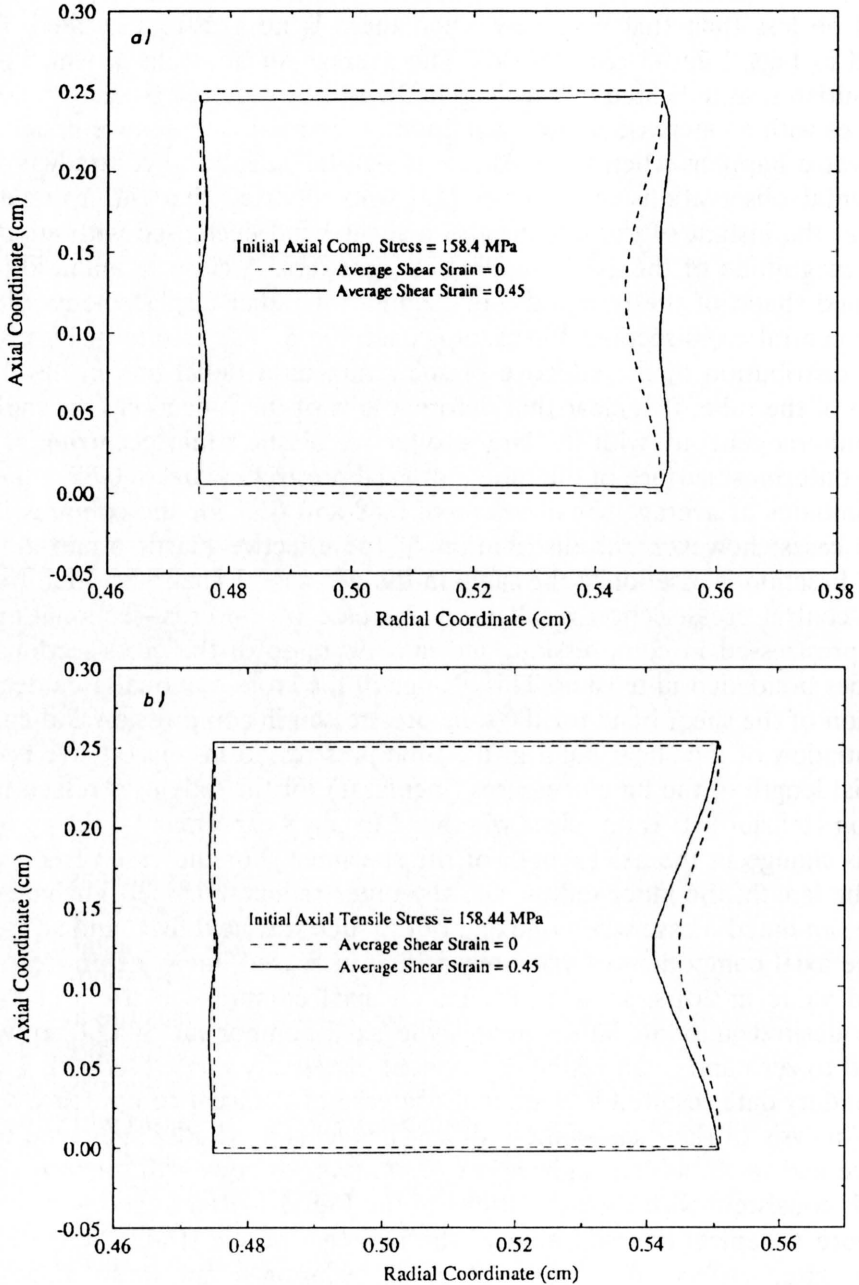 a)
0.30
0.25
0.20
0.15
0.10
0.05
0.00
-0.05
Axial Coordinate (cm)
Initial Axial Comp. Stress = 158.4 MPa
Average Shear Strain = 0
Average Shear Strain = 0.45
0.46 0.48 0.50 0.52 0.54 0.56 0.58
Radial Coordinate (cm)
b)
0.30
0.25
0.20
0.15
0.10
0.05
0.00
-0.05
Axial Coordinate (cm)
Initial Axial Tensile Stress = 158.44 MPa
Average Shear Strain = 0
Average Shear Strain = 0.45
0.46 0.48 0.50 0.52 0.54 0.56 0.58
Radial Coordinate (cm)